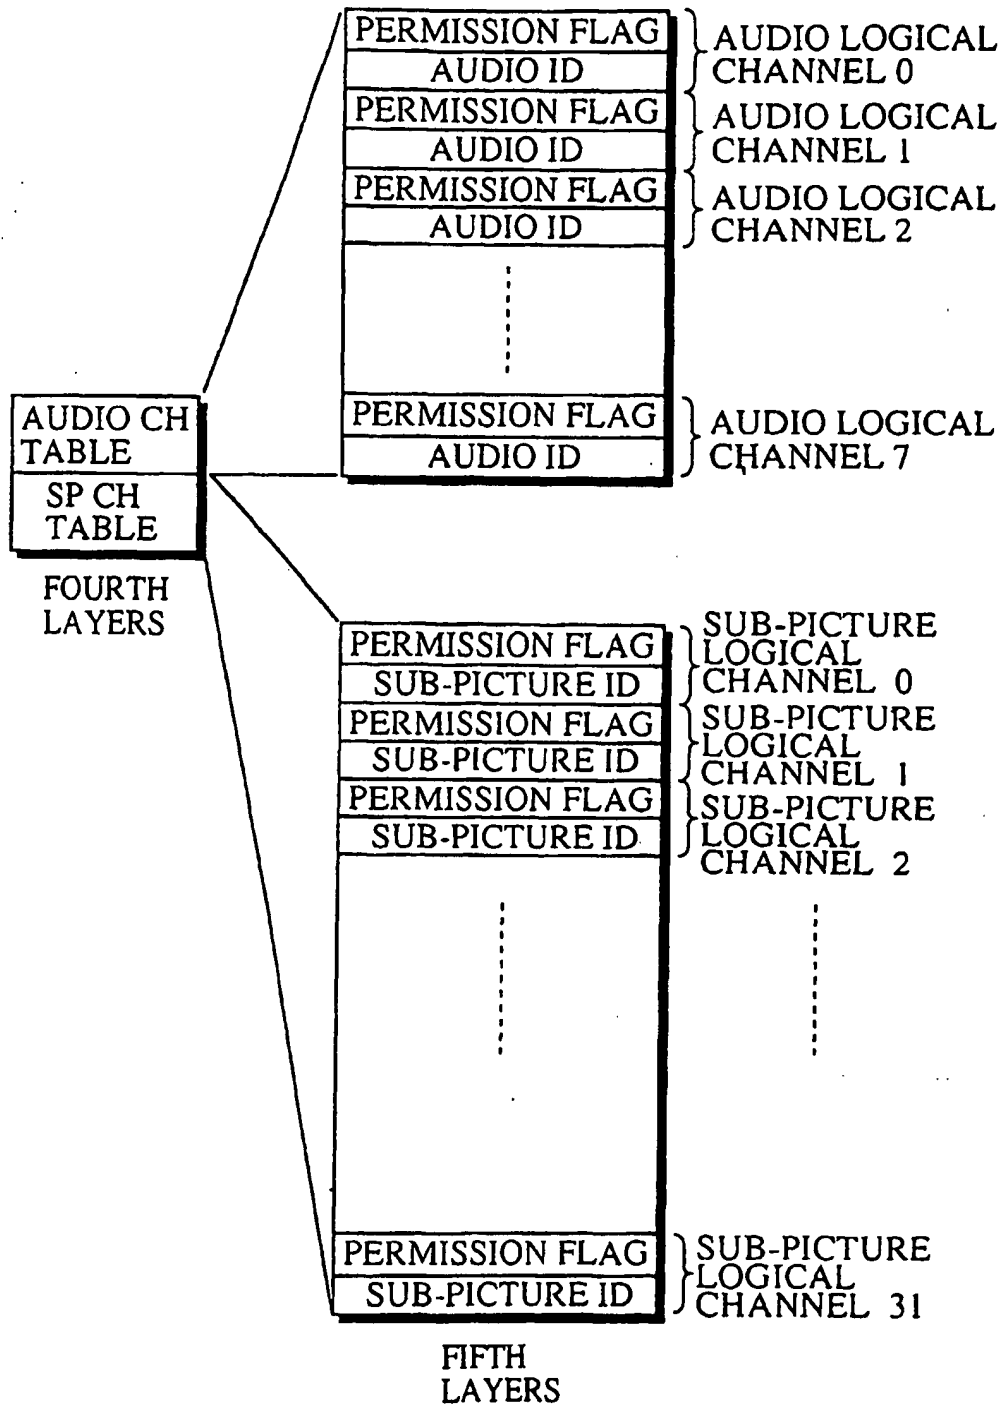 PERMISSION FLAG
AUDIO ID
AUDIO LOGICAL
CHANNEL 0
PERMISSION FLAG
AUDIO ID
AUDIO LOGICAL
CHANNEL 1
PERMISSION FLAG
AUDIO ID
AUDIO LOGICAL
CHANNEL 2
PERMISSION FLAG
AUDIO ID
AUDIO LOGICAL
CHANNEL 7
AUDIO CH
TABLE
SP CH
TABLE
FOURTH
LAYERS
PERMISSION FLAG
SUB-PICTURE ID
SUB-PICTURE
LOGICAL
CHANNEL 0
PERMISSION FLAG
SUB-PICTURE ID
SUB-PICTURE
LOGICAL
CHANNEL 1
PERMISSION FLAG
SUB-PICTURE ID
SUB-PICTURE
LOGICAL
CHANNEL 2
PERMISSION FLAG
SUB-PICTURE ID
SUB-PICTURE
LOGICAL
CHANNEL 31
FIFTH
LAYERS